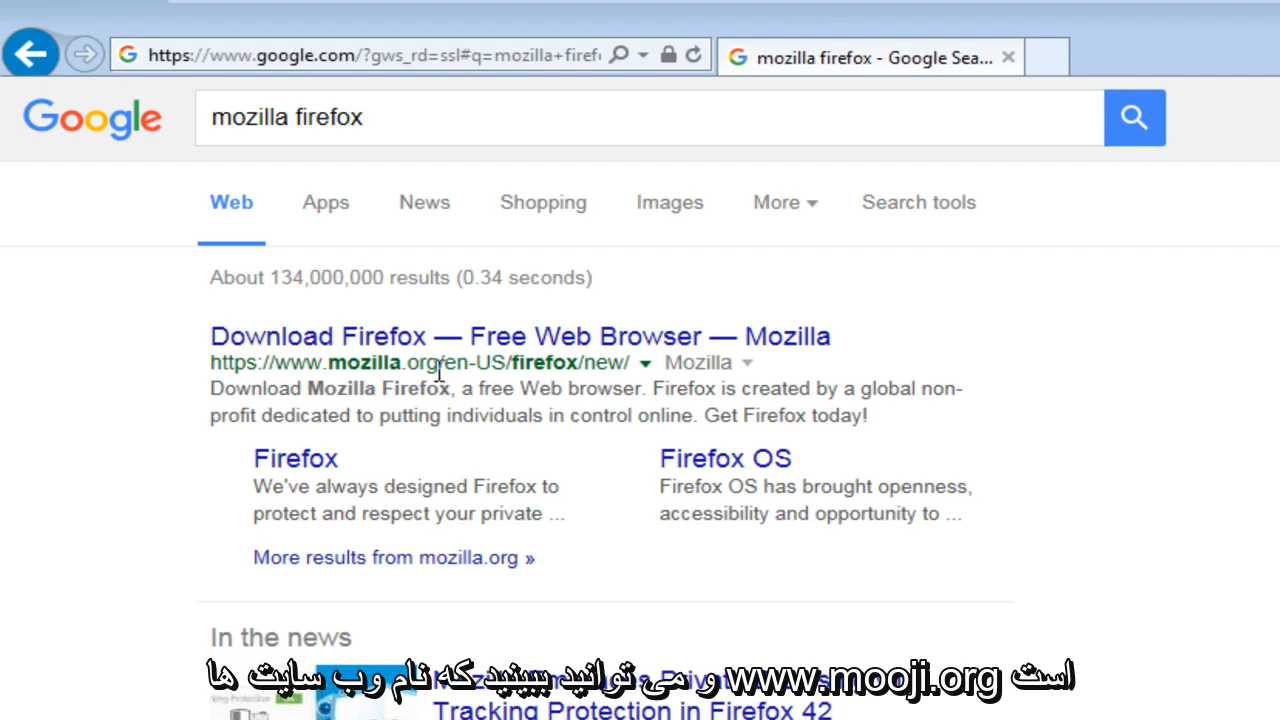 https://www.google.com/?gws_rd=ssl#q=mozilla+firef
mozilla firefox - Google Sea...
Google
mozilla firefox
Web Apps News Shopping Images More Search tools
About 134,000,000 results (0.34 seconds)
Download Firefox — Free Web Browser — Mozilla
https://www.mozilla.org/en-US/firefox/new/ Mozilla
Download Mozilla Firefox, a free Web browser. Firefox is created by a global non-
profit dedicated to putting individuals in control online. Get Firefox today!
Firefox
We've always designed Firefox to
protect and respect your private ...
Firefox OS
Firefox OS has brought openness,
accessibility and opportunity to ...
More results from mozilla.org »
In the news
و می توانید ببینید که نام وب سایت ها www.mooji.org است
Tracking Protection in Firefox 42